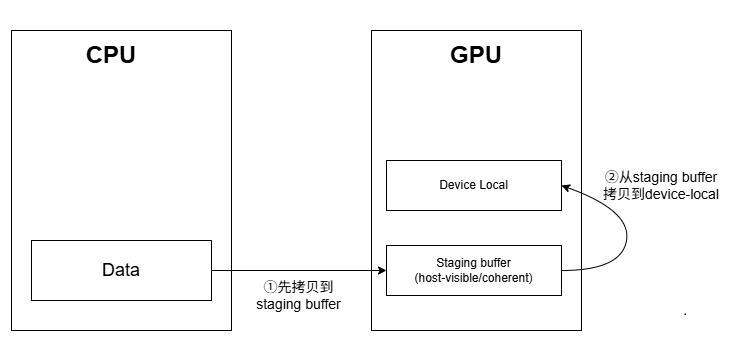 CPU
GPU
Device Local
②从staging buffer
拷贝到device-local
Data
Staging buffer
(host-visible/coherent)
①先拷贝到
staging buffer
.